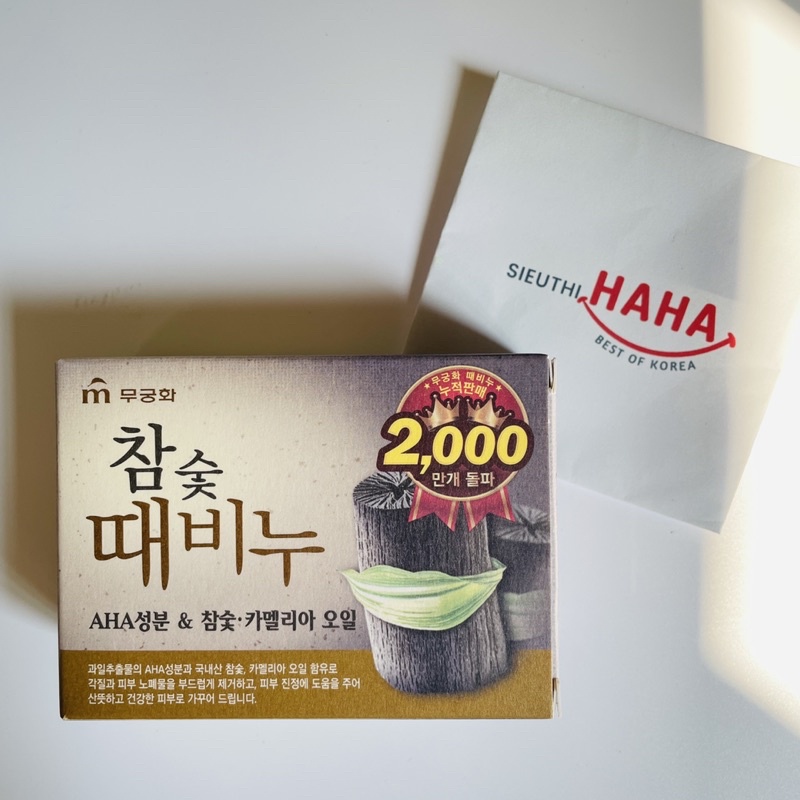 SIEUTHI HAHA
BEST OF KOREA
무궁화
무궁화 때비누
누적판매
2,000
만개 돌파
참숯
때비누
AHA성분 & 참숯·카멜리아 오일
과일추출물의 AHA성분과 국내산 참숯, 카멜리아 오일 함유로
각질과 피부 노폐물을 부드럽게 제거하고, 피부 진정에 도움을 주어
산뜻하고 건강한 피부로 가꾸어 드립니다.